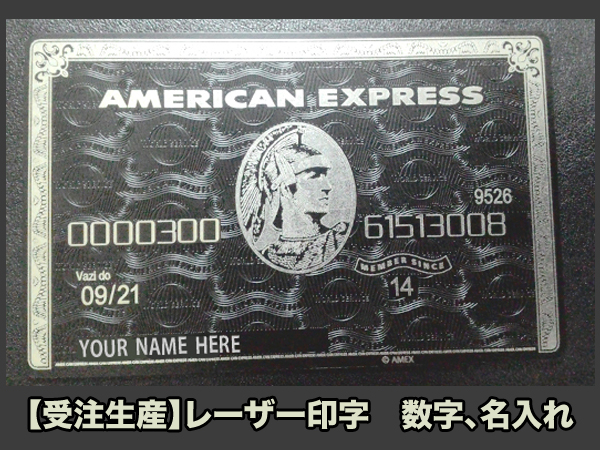 AMERICAN EXPRESS
9526
0000300 61513008
MEMBER SINCE
Vazi do
09/21
14
YOUR NAME HERE
© AMEX
【受注生産】レーザー印字 数字、名入れ